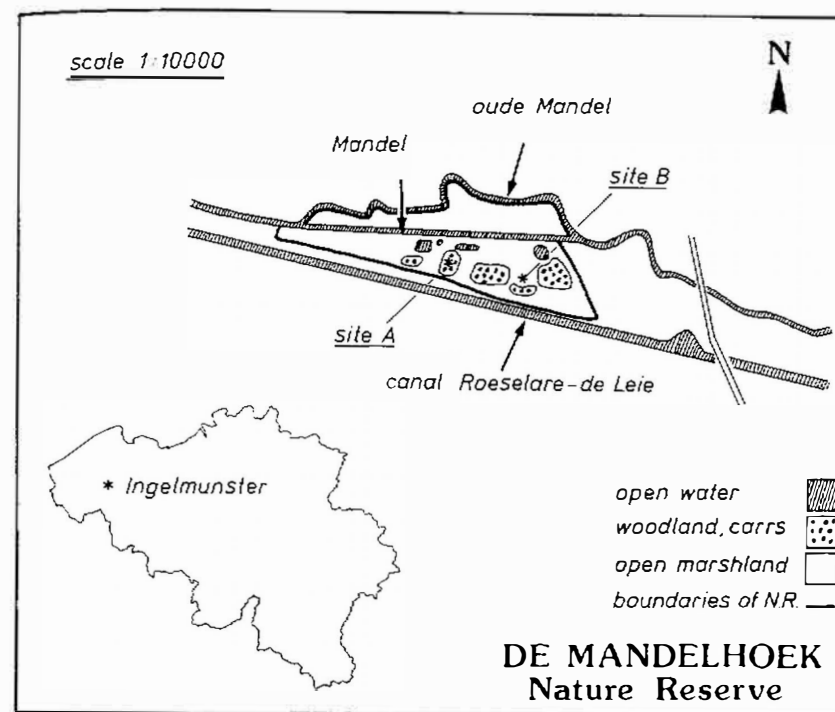 scale 1:10000
N
oude Mandel
Mandel
site B
site A
canal Roeselare-de Leie
* Ingelmunster
open water
woodland, carrs
open marshland
boundaries of N.R.
DE MANDELHOEK
Nature Reserve